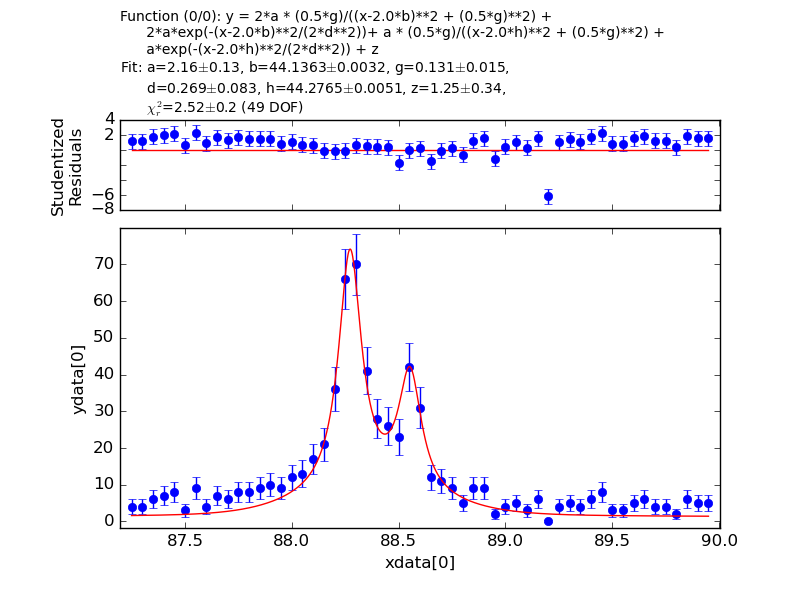 Function (0/0): y = 2*a * (0.5*g)/((x-2.0*b)**2 + (0.5*g)**2) +
2*a*exp(-(x-2.0*b)**2/(2*d**2))+ a * (0.5*g)/((x-2.0*h)**2 + (0.5*g)**2) +
a*exp(-(x-2.0*h)**2/(2*d**2)) + z
Fit: a=2.16±0.13, b=44.1363±0.0032, g=0.131±0.015,
d=0.269±0.083, h=44.2765±0.0051, z=1.25±0.34,
χ²ᵣ=2.52±0.2 (49 DOF)
Studentized
Residuals
4
2
−6
−8
ydata[0]
70
60
50
40
30
20
10
0
87.5 88.0 88.5 89.0 89.5 90.0
xdata[0]